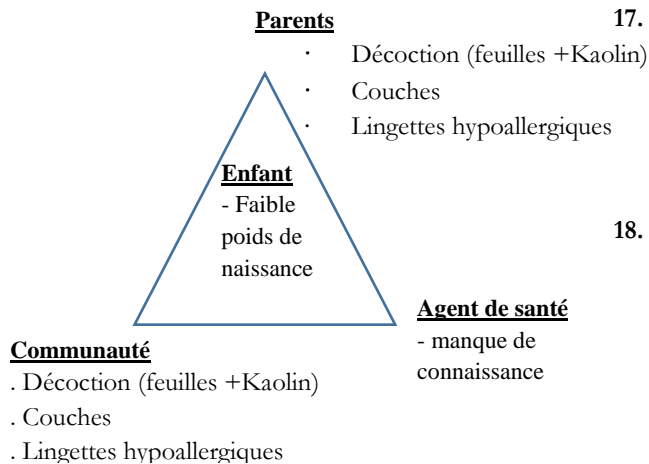 Parents
17.
· Décoction (feuilles +Kaolin)
· Couches
· Lingettes hypoallergiques
Enfant
- Faible
poids de
naissance
18.
Agent de santé
- manque de
connaissance
Communauté
. Décoction (feuilles +Kaolin)
. Couches
. Lingettes hypoallergiques